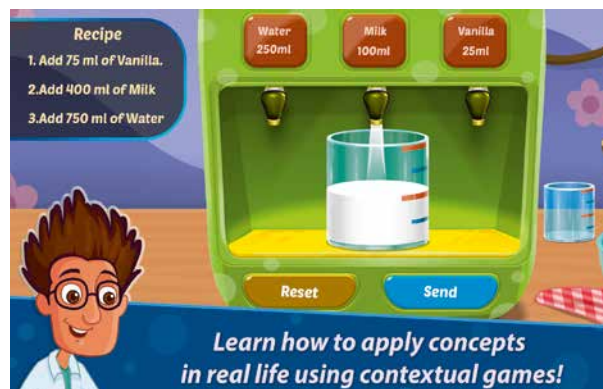 Recipe
1. Add 75 ml of Vanilla.
2.Add 400 ml of Milk
3.Add 750 ml of Water
Water
250ml
Milk
100ml
Vanilla
25ml
Reset
Send
Learn how to apply concepts
in real life using contextual games!